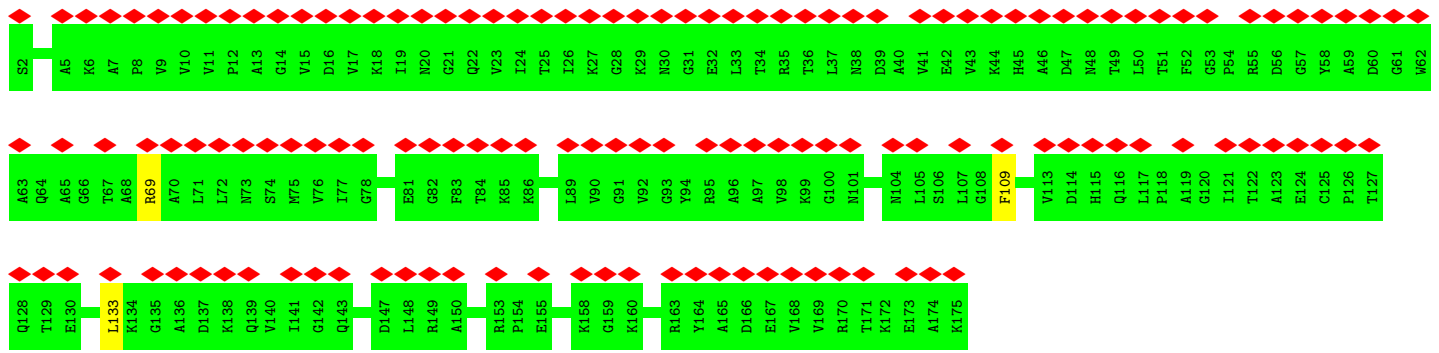 S2 A5 K6 A7 P8 V9 V10 V11 P12 A13 G14 V15 D16 V17 K18 I19 N20 G21 Q22 V23 I24 T25 I26 K27 G28 K29 N30 G31 E32 L33 T34 R35 T36 L37 N38 D39 A40 V41 E42 V43 K44 H45 A46 D47 N48 T49 L50 T51 F52 G53 P54 R55 D56 G57 Y58 A59 D60 G61 W62
A63 Q64 A65 G66 T67 A68 R69 A70 L71 L72 N73 S74 M75 V76 I77 G78 E81 G82 F83 T84 K85 K86 L89 V90 G91 V92 G93 Y94 R95 A96 A97 V98 K99 G100 N101 N104 L105 S106 L107 G108 F109 V113 D114 H115 Q116 L117 P118 A119 G120 I121 T122 A123 E124 C125 P126 T127
Q128 T129 E130 L133 K134 G135 A136 D137 K138 Q139 V140 I141 G142 Q143 D147 L148 R149 A150 R153 P154 E155 K158 G159 K160 R163 Y164 A165 D166 E167 V168 V169 R170 T171 K172 E173 A174 K175